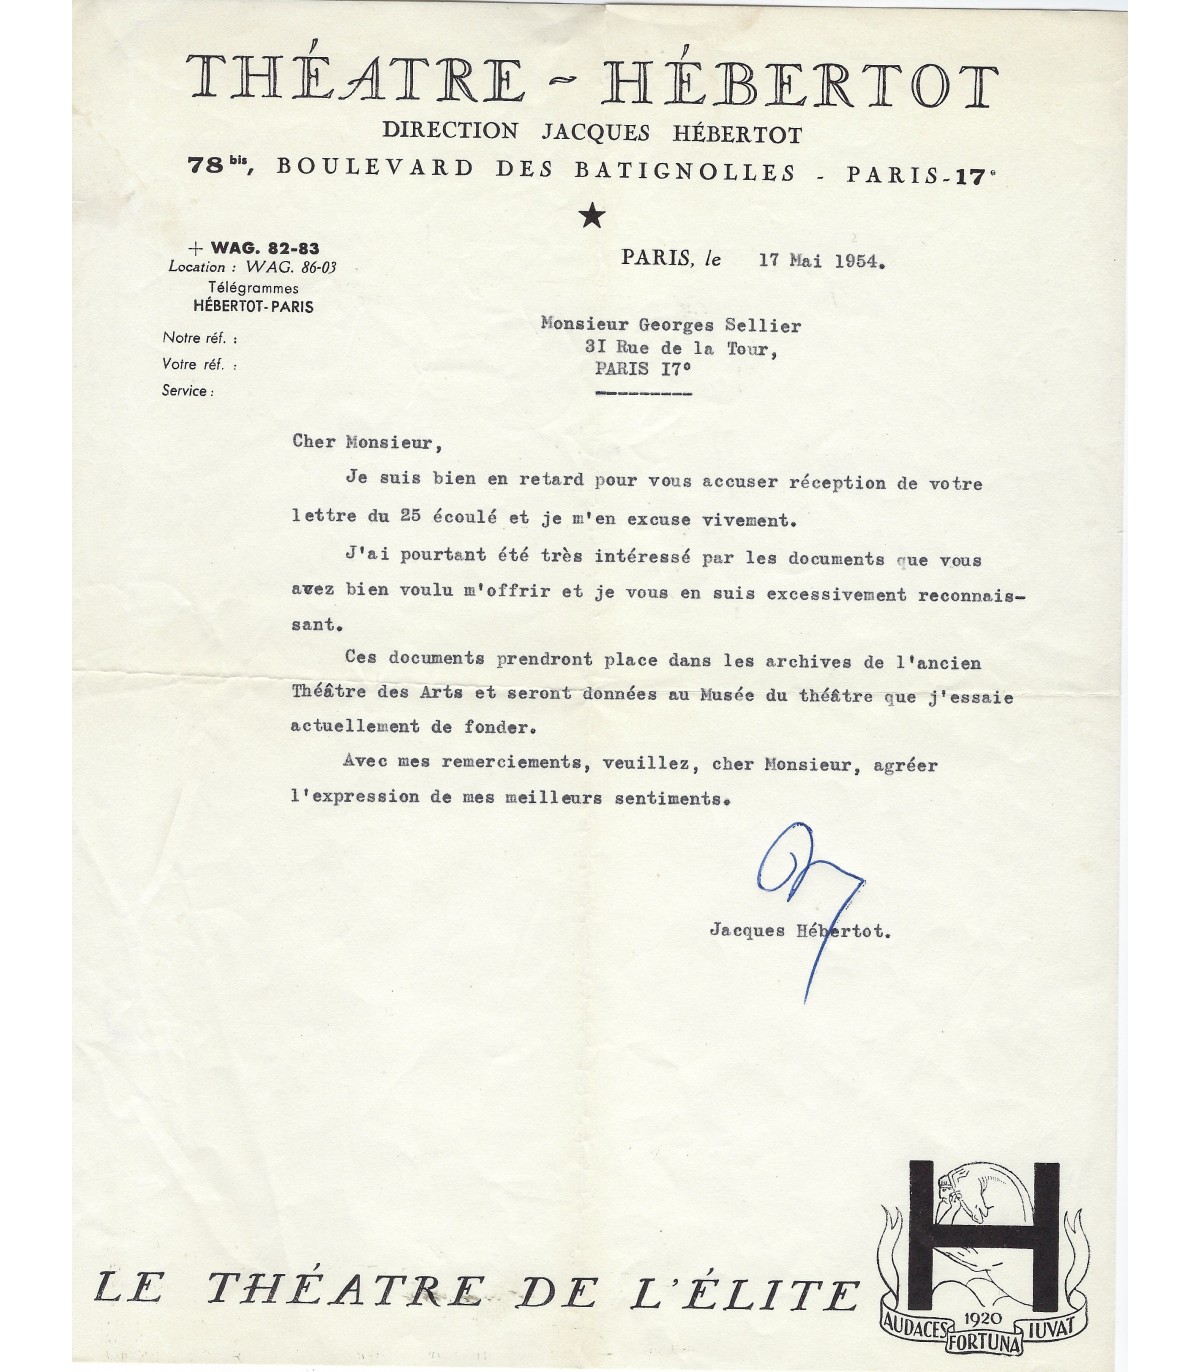 THÉATRE ~ HÉBERTOT
DIRECTION JACQUES HÉBERTOT
78 bis, BOULEVARD DES BATIGNOLLES - PARIS-17e
★
+ WAG. 82-83
Location : WAG. 86-03
Télégrammes
HÉBERTOT-PARIS
Notre réf. :
Votre réf. :
Service :
PARIS, le 17 Mai 1954.
Monsieur Georges Sellier
3I Rue de la Tour,
PARIS I7°
---------
Cher Monsieur,
Je suis bien en retard pour vous accuser réception de votre
lettre du 25 écoulé et je m'en excuse vivement.
J'ai pourtant été très intéressé par les documents que vous
avez bien voulu m'offrir et je vous en suis excessivement reconnais-
sant.
Ces documents prendront place dans les archives de l'ancien
Théâtre des Arts et seront données au Musée du théâtre que j'essaie
actuellement de fonder.
Avec mes remerciements, veuillez, cher Monsieur, agréer
l'expression de mes meilleurs sentiments.
Jacques Hébertot.
LE THÉATRE DE L'ÉLITE
H
1920
AUDACES FORTUNA IUVAT